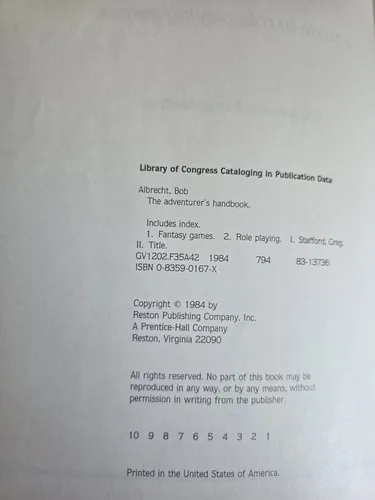 Library of Congress Cataloging in Publication Data
Albrecht, Bob
The adventurer's handbook.
Includes index.
1. Fantasy games. 2. Role playing. I. Stafford, Greg.
II. Title.
GV1202.F35A42 1984 794 83-13736
ISBN 0-8359-0167-X
Copyright © 1984 by
Reston Publishing Company, Inc.
A Prentice-Hall Company
Reston, Virginia 22090
All rights reserved. No part of this book may be
reproduced in any way, or by any means, without
permission in writing from the publisher.
10 9 8 7 6 5 4 3 2 1
Printed in the United States of America.